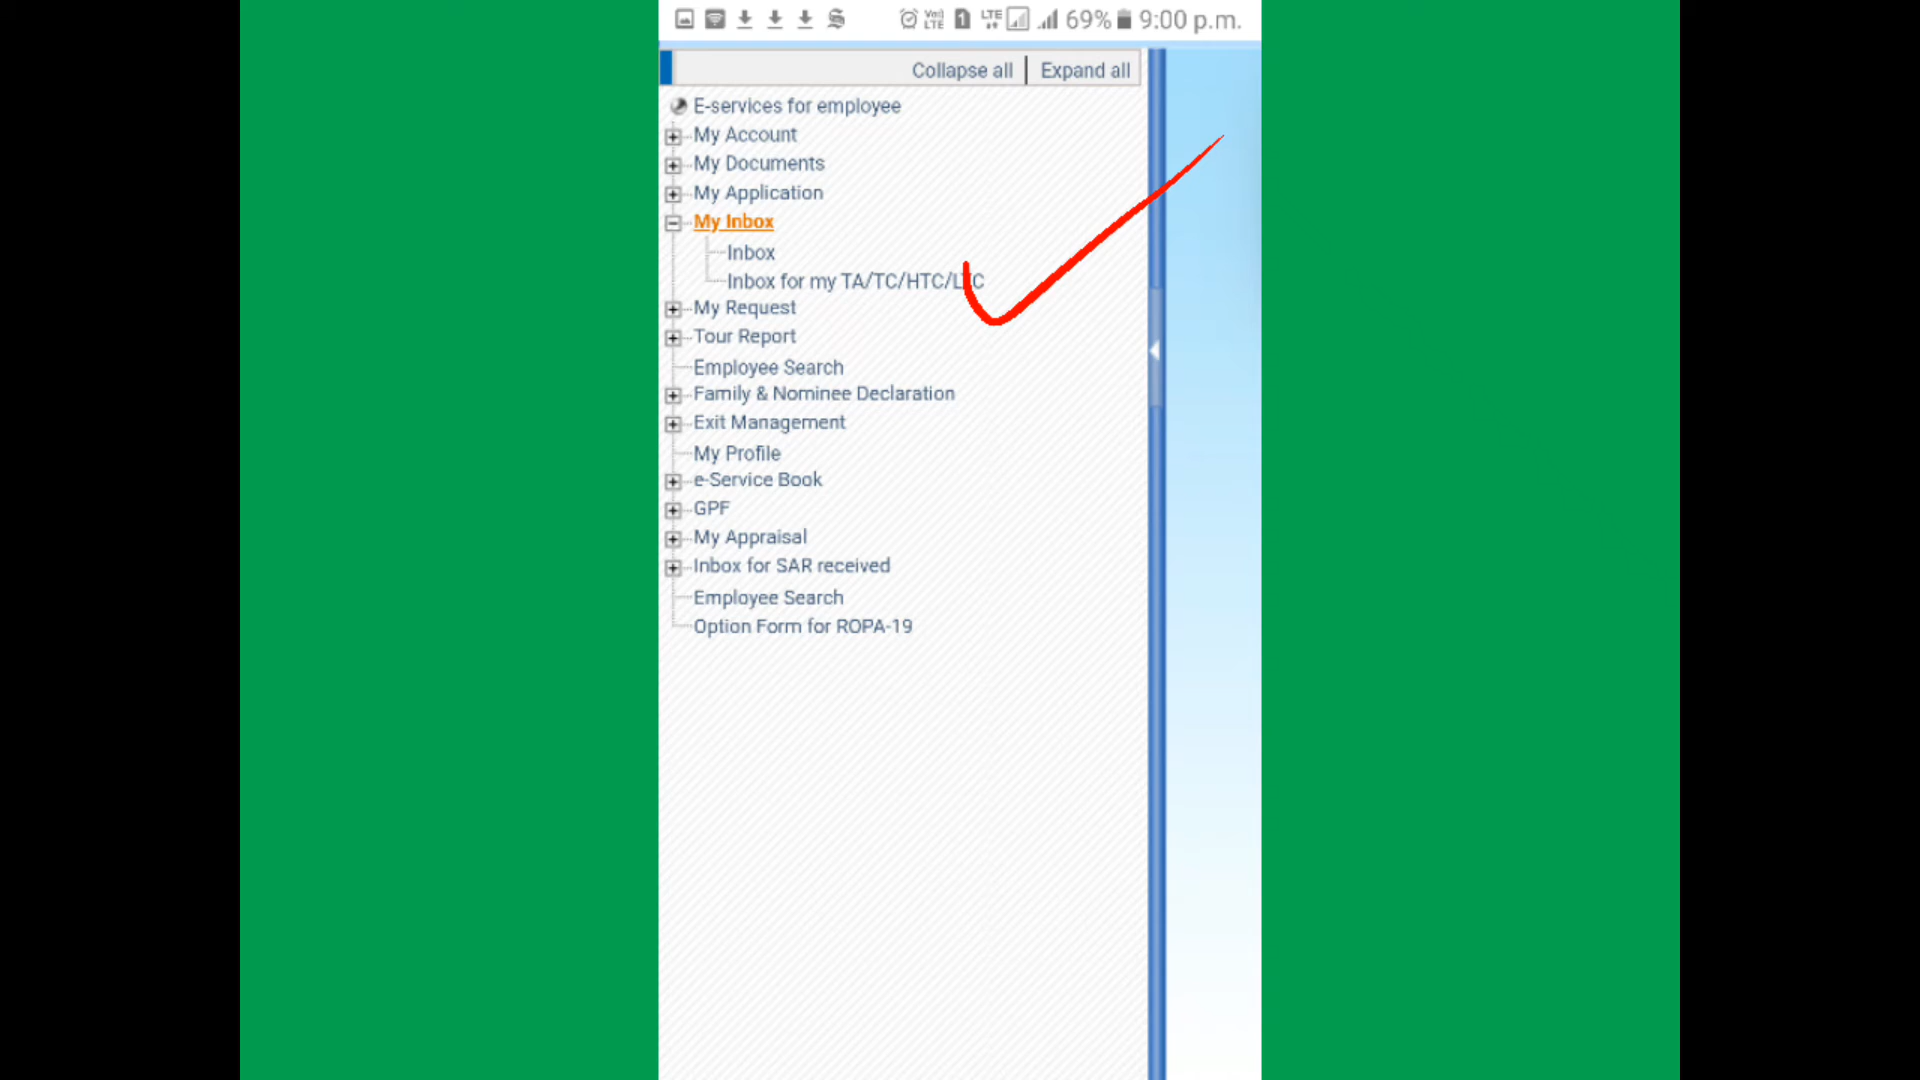 69% 9:00 p.m.
Collapse all Expand all
E-services for employee
My Account
My Documents
My Application
My Inbox
Inbox
Inbox for my TA/TC/HTC/LTC
My Request
Tour Report
Employee Search
Family & Nominee Declaration
Exit Management
My Profile
e-Service Book
GPF
My Appraisal
Inbox for SAR received
Employee Search
Option Form for ROPA-19